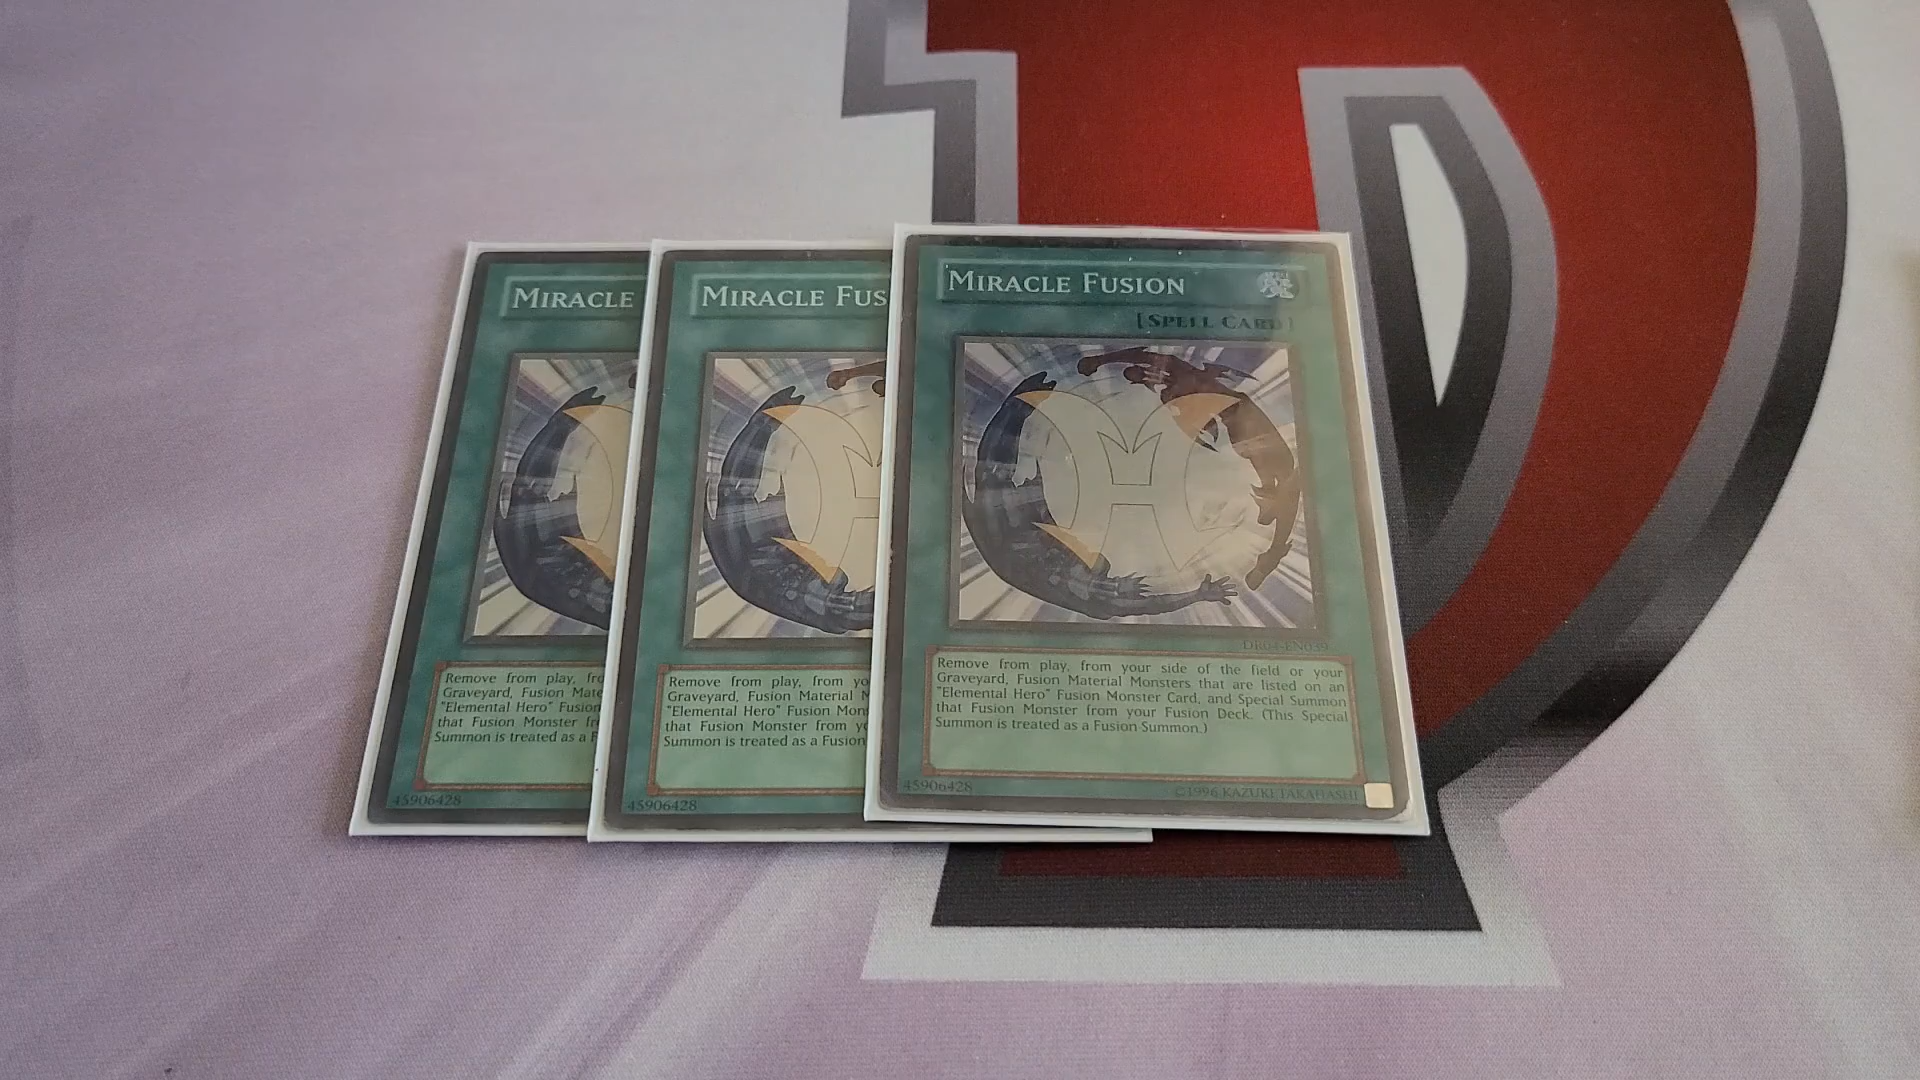 MIRACLE
Remove from play, fro
Graveyard, Fusion Mate
"Elemental Hero" Fusion
that Fusion Monster fr
Summon is treated as a F
45906428
MIRACLE FUS
Remove from play, from yo
Graveyard, Fusion Material M
"Elemental Hero" Fusion Mons
that Fusion Monster from yo
Summon is treated as a Fusion
45906428
MIRACLE FUSION
魔
[SPELL CARD]
DR04-EN039
Remove from play, from your side of the field or your
Graveyard, Fusion Material Monsters that are listed on an
"Elemental Hero" Fusion Monster Card, and Special Summon
that Fusion Monster from your Fusion Deck. (This Special
Summon is treated as a Fusion Summon.)
45906428
©1996 KAZUKI TAKAHASHI